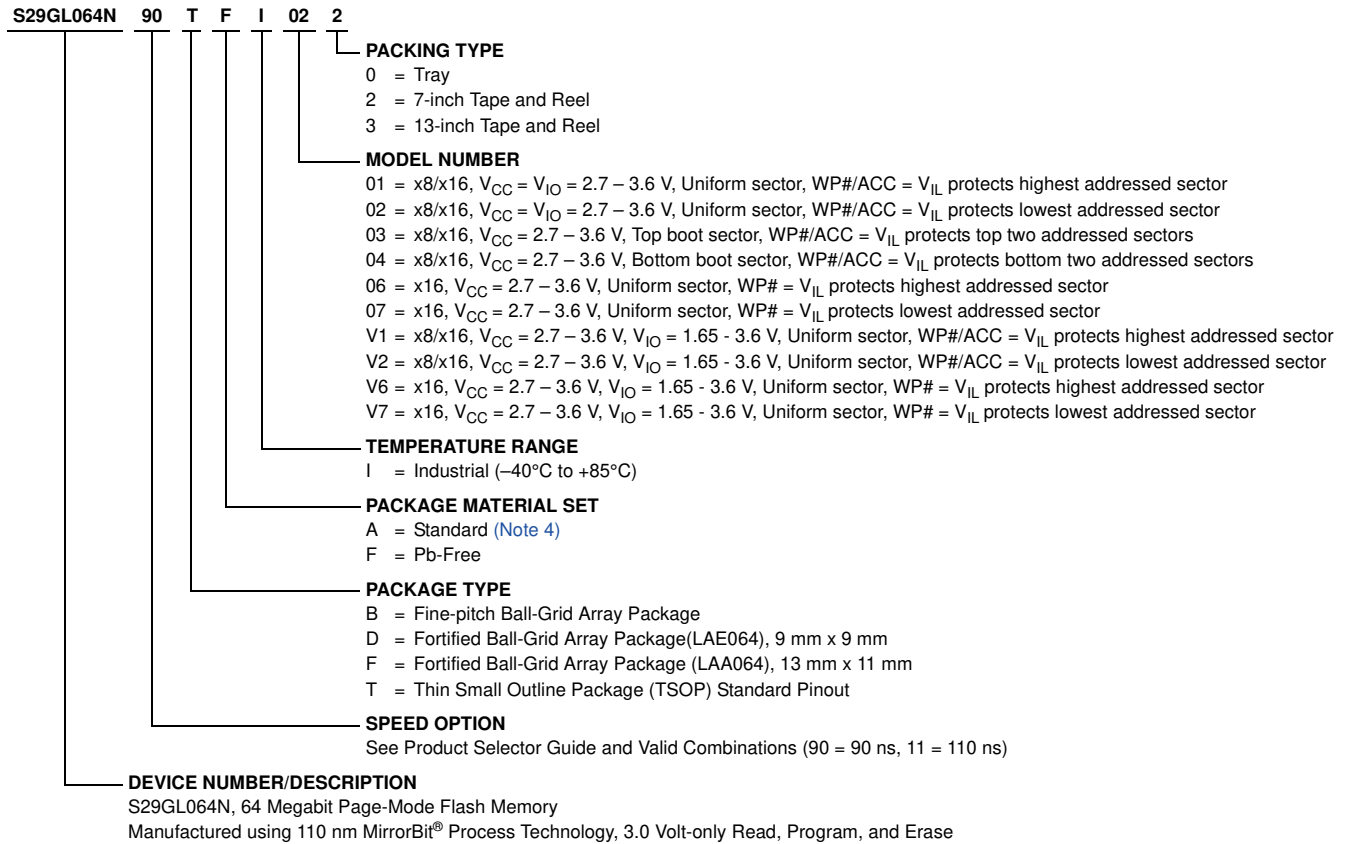 S29GL064N 90 T F I 02 2
PACKING TYPE
0 = Tray
2 = 7-inch Tape and Reel
3 = 13-inch Tape and Reel
MODEL NUMBER
01 = x8/x16, VCC = VIO = 2.7 – 3.6 V, Uniform sector, WP#/ACC = VIL protects highest addressed sector
02 = x8/x16, VCC = VIO = 2.7 – 3.6 V, Uniform sector, WP#/ACC = VIL protects lowest addressed sector
03 = x8/x16, VCC = 2.7 – 3.6 V, Top boot sector, WP#/ACC = VIL protects top two addressed sectors
04 = x8/x16, VCC = 2.7 – 3.6 V, Bottom boot sector, WP#/ACC = VIL protects bottom two addressed sectors
06 = x16, VCC = 2.7 – 3.6 V, Uniform sector, WP# = VIL protects highest addressed sector
07 = x16, VCC = 2.7 – 3.6 V, Uniform sector, WP# = VIL protects lowest addressed sector
V1 = x8/x16, VCC = 2.7 – 3.6 V, VIO = 1.65 - 3.6 V, Uniform sector, WP#/ACC = VIL protects highest addressed sector
V2 = x8/x16, VCC = 2.7 – 3.6 V, VIO = 1.65 - 3.6 V, Uniform sector, WP#/ACC = VIL protects lowest addressed sector
V6 = x16, VCC = 2.7 – 3.6 V, VIO = 1.65 - 3.6 V, Uniform sector, WP# = VIL protects highest addressed sector
V7 = x16, VCC = 2.7 – 3.6 V, VIO = 1.65 - 3.6 V, Uniform sector, WP# = VIL protects lowest addressed sector
TEMPERATURE RANGE
I = Industrial (–40°C to +85°C)
PACKAGE MATERIAL SET
A = Standard (Note 4)
F = Pb-Free
PACKAGE TYPE
B = Fine-pitch Ball-Grid Array Package
D = Fortified Ball-Grid Array Package(LAE064), 9 mm x 9 mm
F = Fortified Ball-Grid Array Package (LAA064), 13 mm x 11 mm
T = Thin Small Outline Package (TSOP) Standard Pinout
SPEED OPTION
See Product Selector Guide and Valid Combinations (90 = 90 ns, 11 = 110 ns)
DEVICE NUMBER/DESCRIPTION
S29GL064N, 64 Megabit Page-Mode Flash Memory
Manufactured using 110 nm MirrorBit® Process Technology, 3.0 Volt-only Read, Program, and Erase